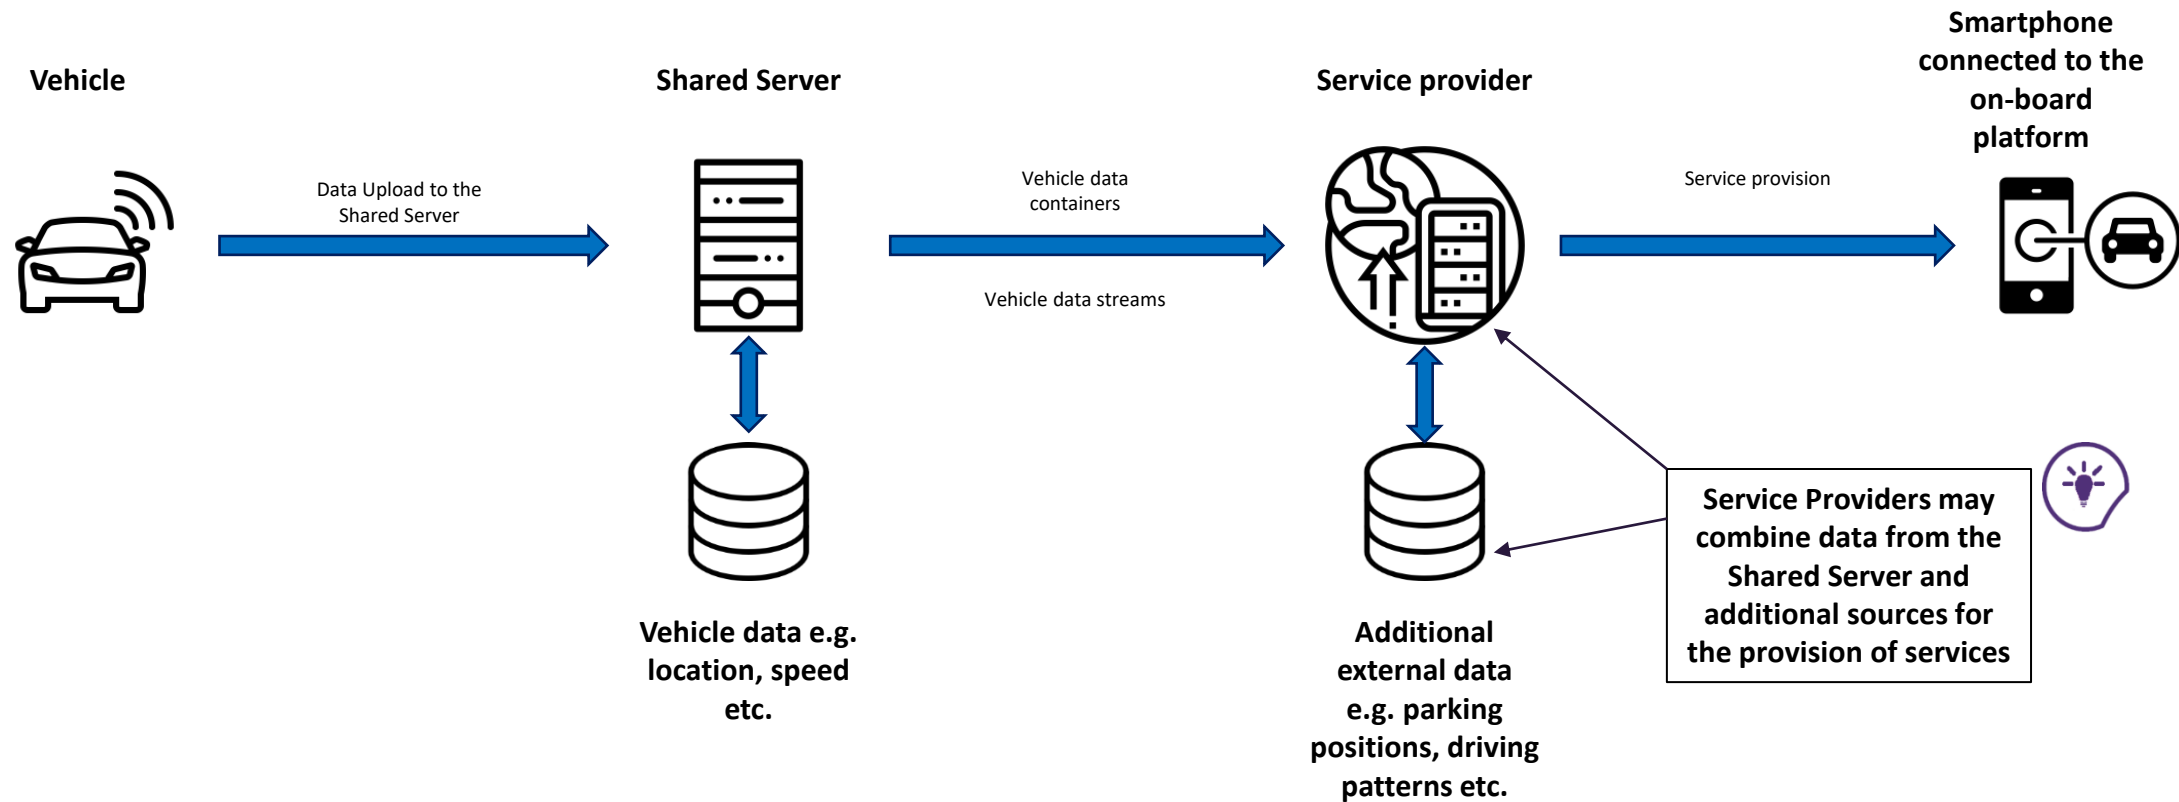 Vehicle
Shared Server
Service provider
Smartphone
connected to the
on-board
platform
Data Upload to the
Shared Server
Vehicle data
containers
Vehicle data streams
Service provision
Vehicle data e.g.
location, speed
etc.
Additional
external data
e.g. parking
positions, driving
patterns etc.
Service Providers may
combine data from the
Shared Server and
additional sources for
the provision of services